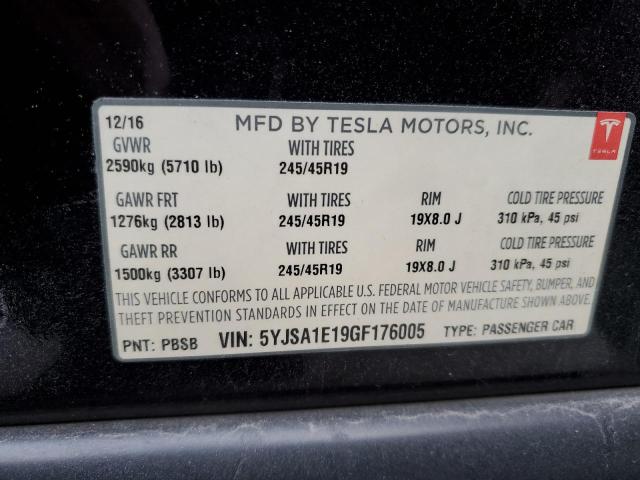 12/16 MFD BY TESLA MOTORS, INC.
TESLA
GVWR WITH TIRES
2590kg (5710 lb) 245/45R19
GAWR FRT WITH TIRES RIM COLD TIRE PRESSURE
1276kg (2813 lb) 245/45R19 19X8.0 J 310 kPa, 45 psi
GAWR RR WITH TIRES RIM COLD TIRE PRESSURE
1500kg (3307 lb) 245/45R19 19X8.0 J 310 kPa, 45 psi
THIS VEHICLE CONFORMS TO ALL APPLICABLE U.S. FEDERAL MOTOR VEHICLE SAFETY, BUMPER, AND
THEFT PREVENTION STANDARDS IN EFFECT ON THE DATE OF MANUFACTURE SHOWN ABOVE.
PNT: PBSB VIN: 5YJSA1E19GF176005 TYPE: PASSENGER CAR